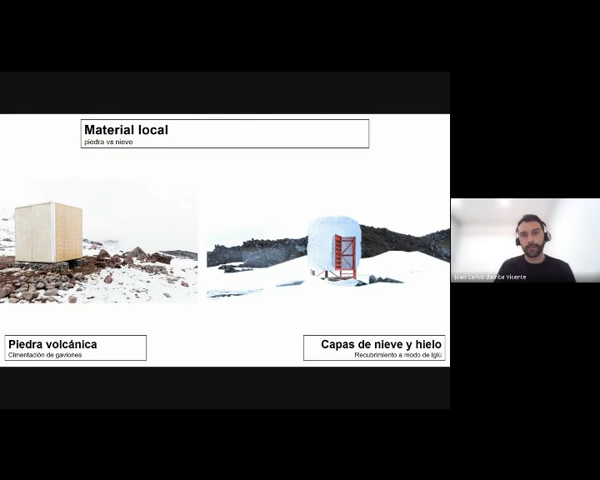 Material local
piedra vs nieve
Piedra volcánica
Cimentación de gaviones
Capas de nieve y hielo
Recubrimiento a modo de iglú
Juan Carlos Vicente